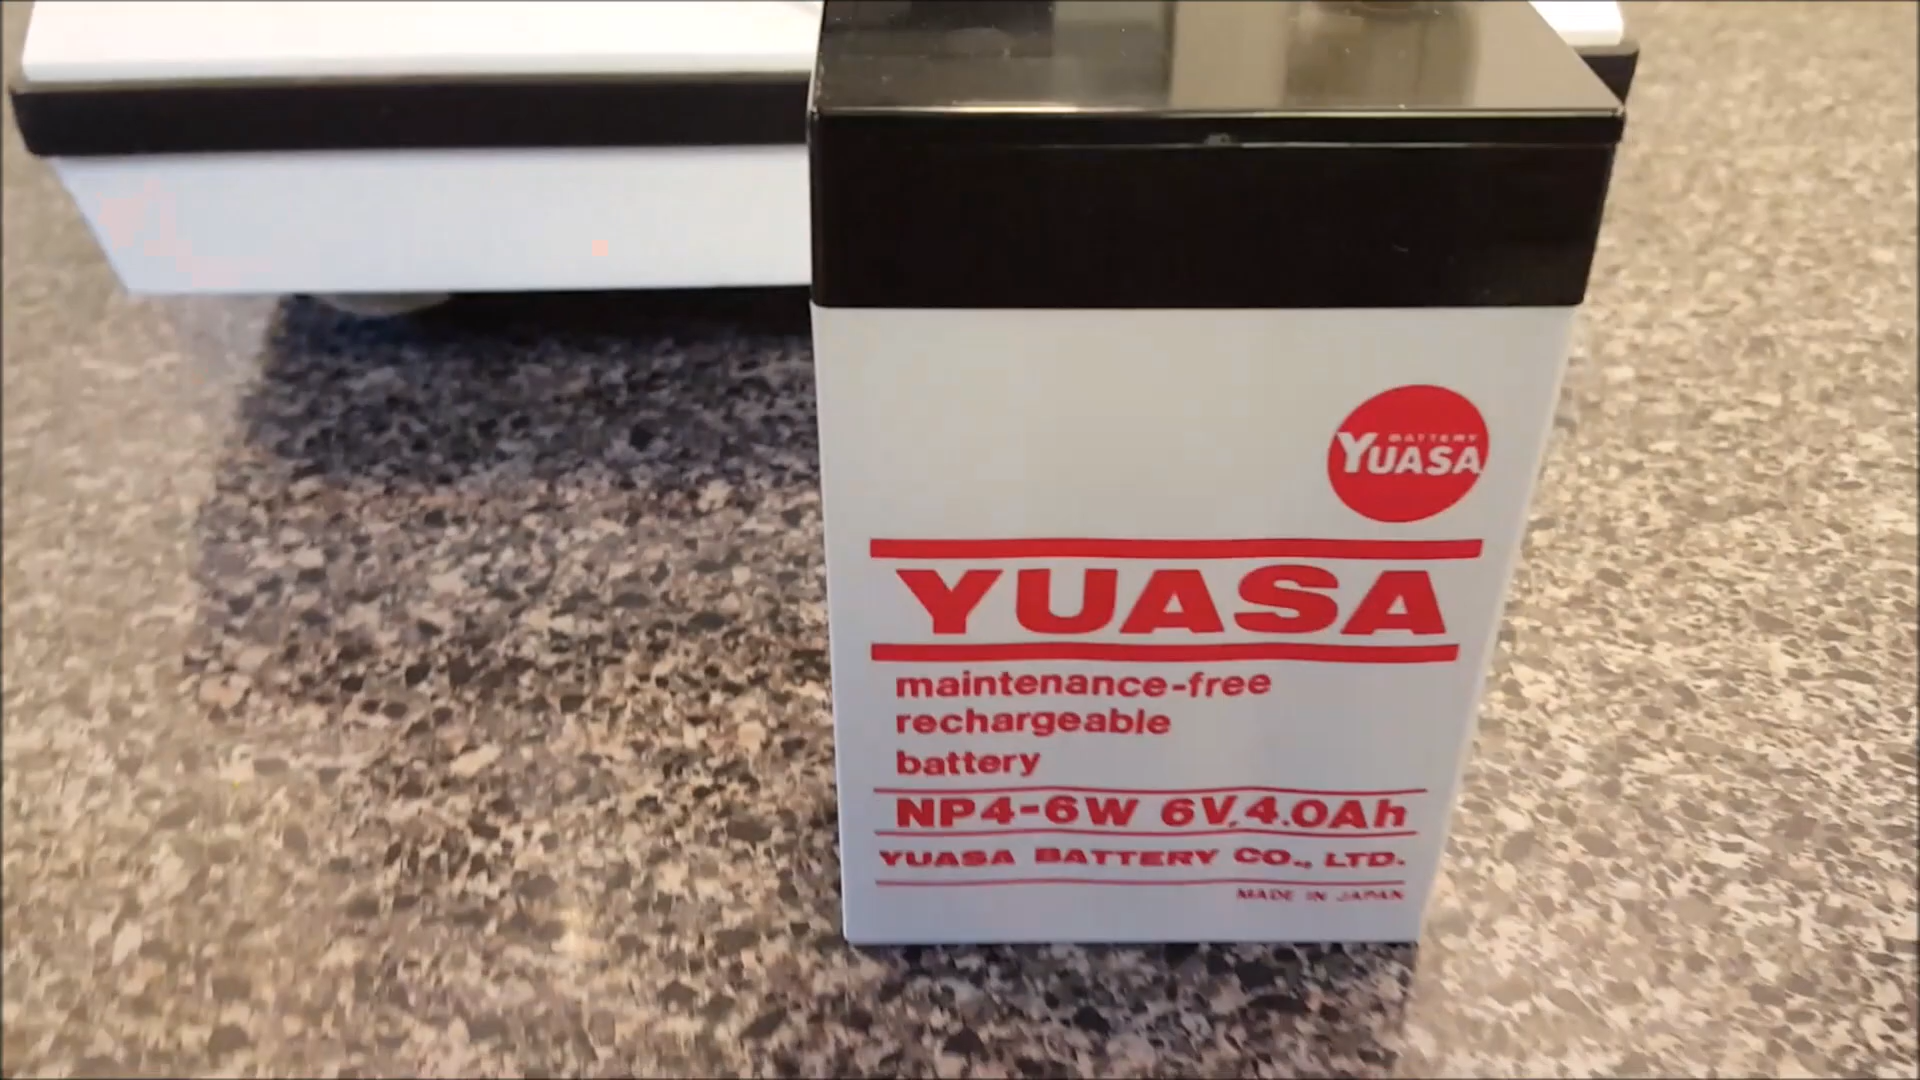 BATTERY
YUASA
YUASA
maintenance-free
rechargeable
battery
NP4-6W 6V,4.0Ah
YUASA BATTERY CO., LTD.
MADE IN JAPAN